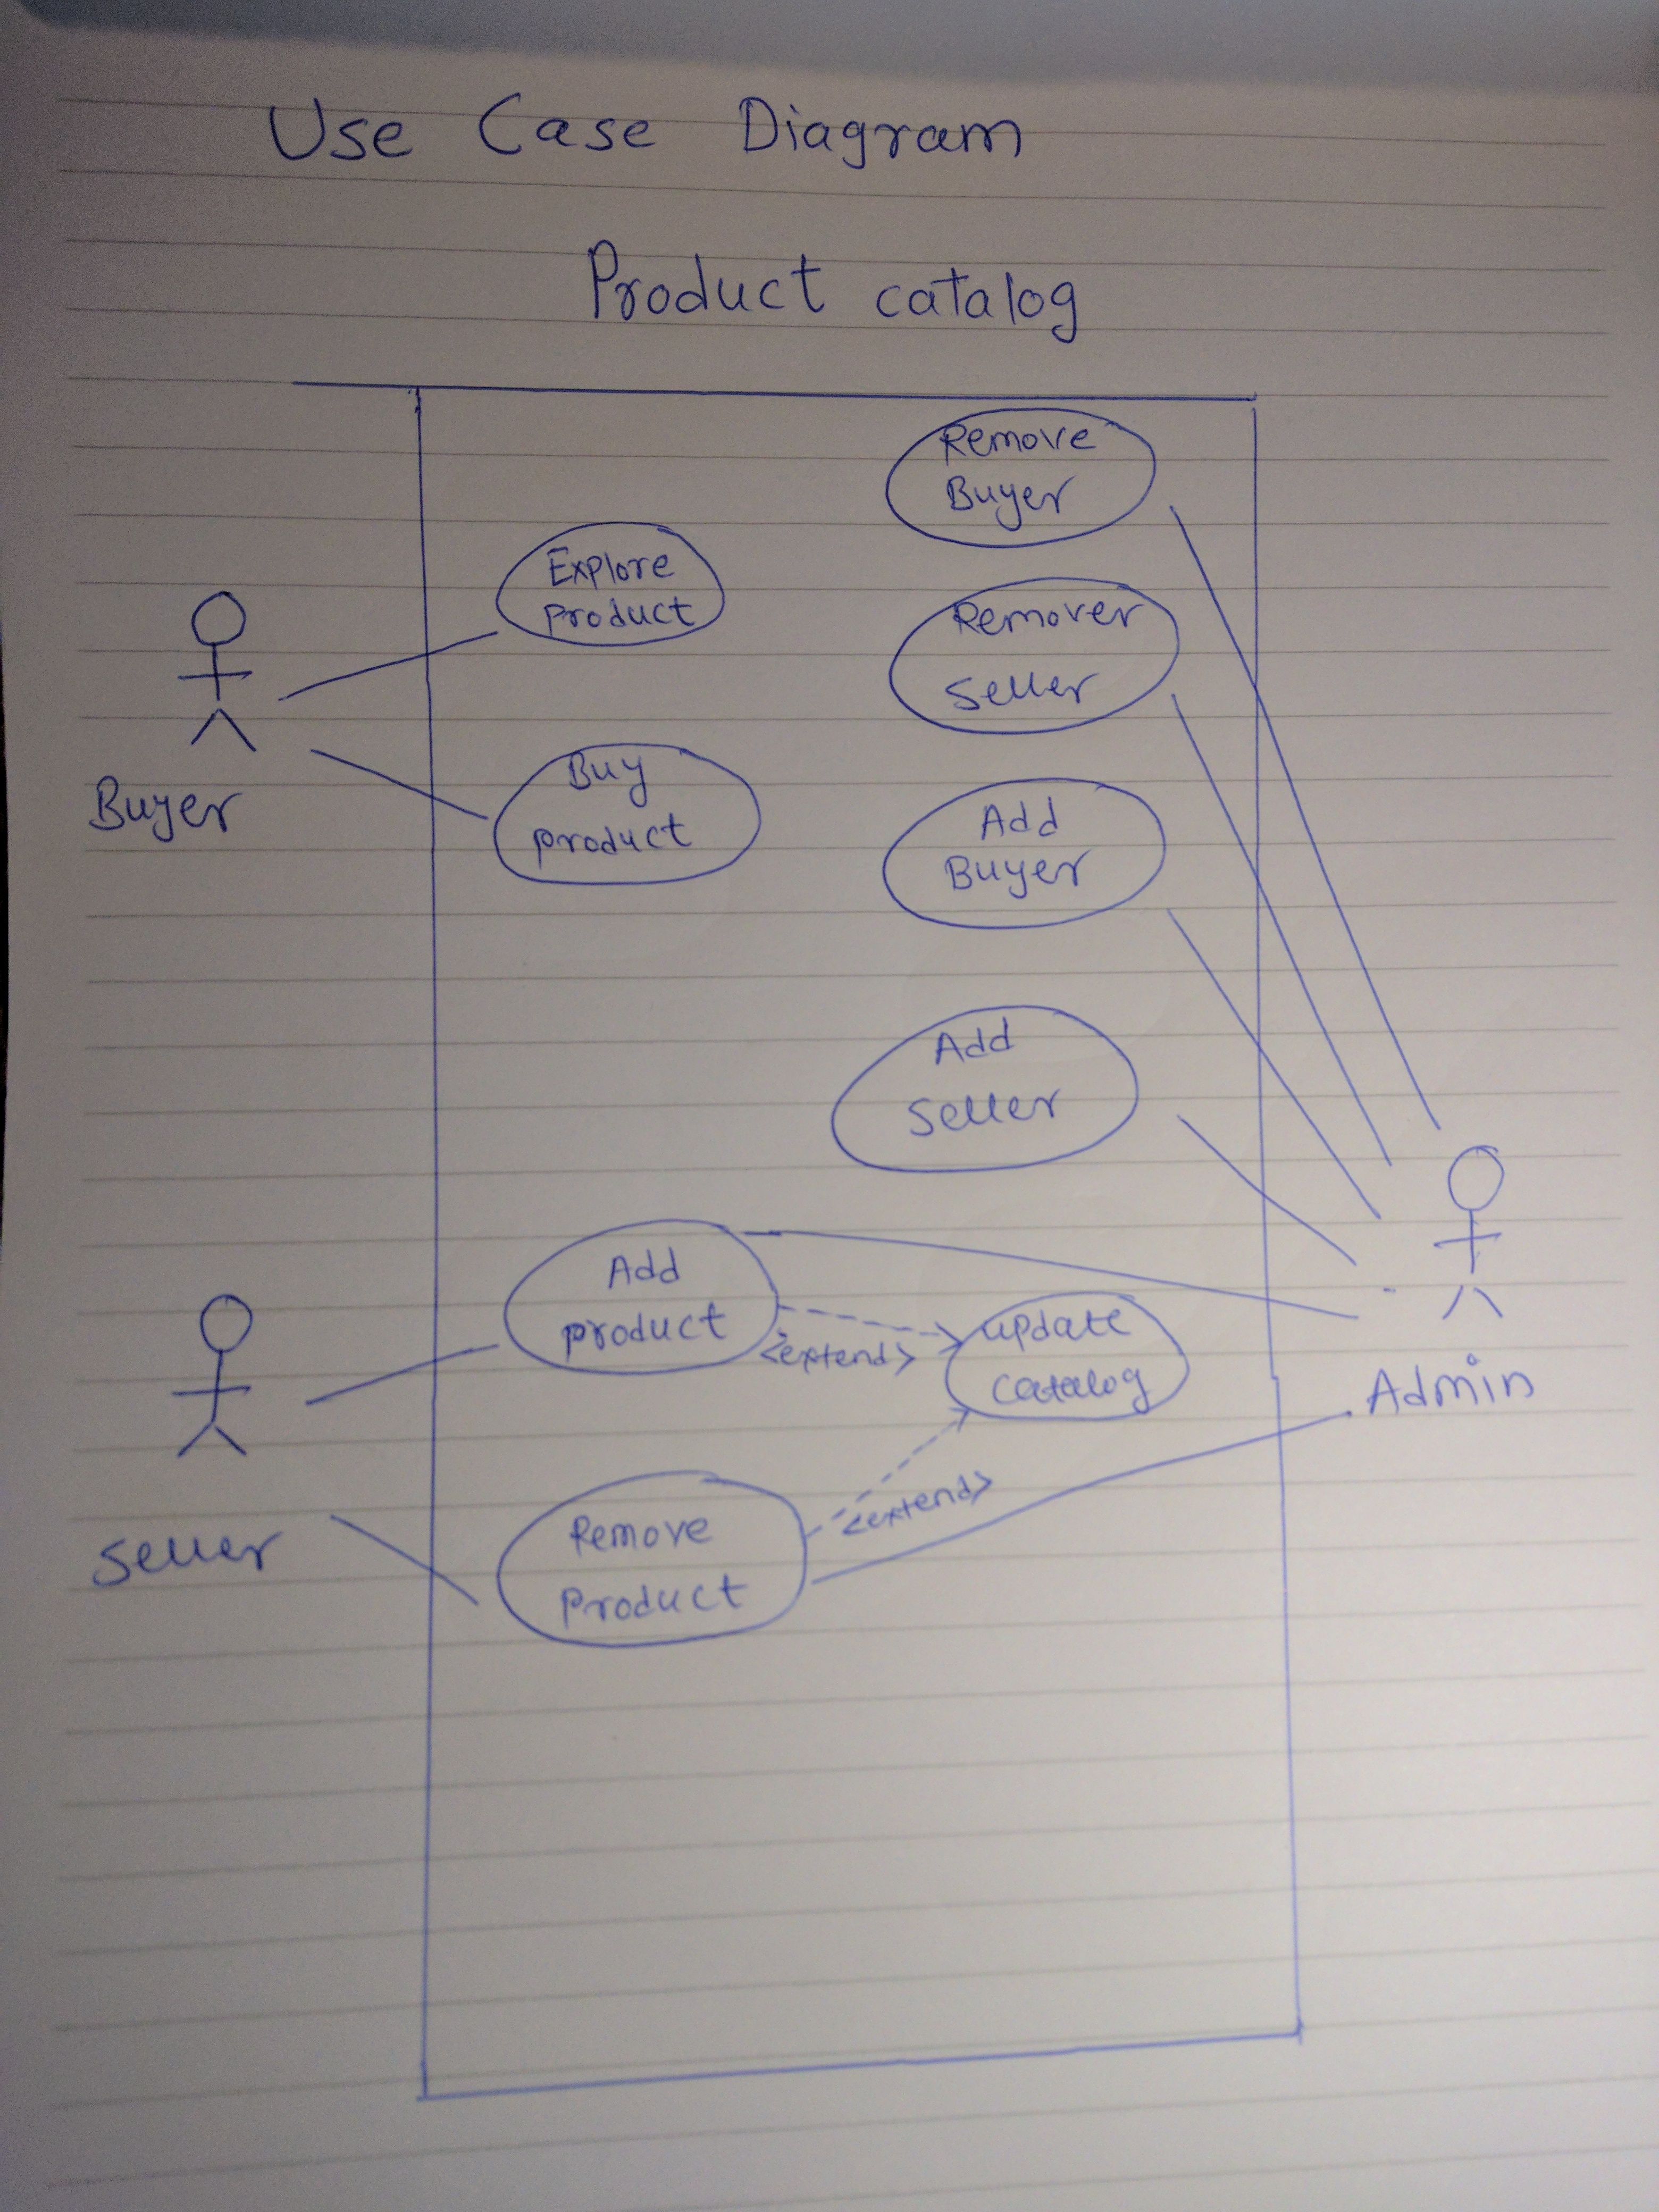 Use Case Diagram
Product catalog
Remove
Buyer
Explore
product
Remover
Seller
Buyer
Buy
product
Add
Buyer
Add
Seller
Add
product
<extend>
update
catalog
Admin
<extend>
Seller
Remove
Product